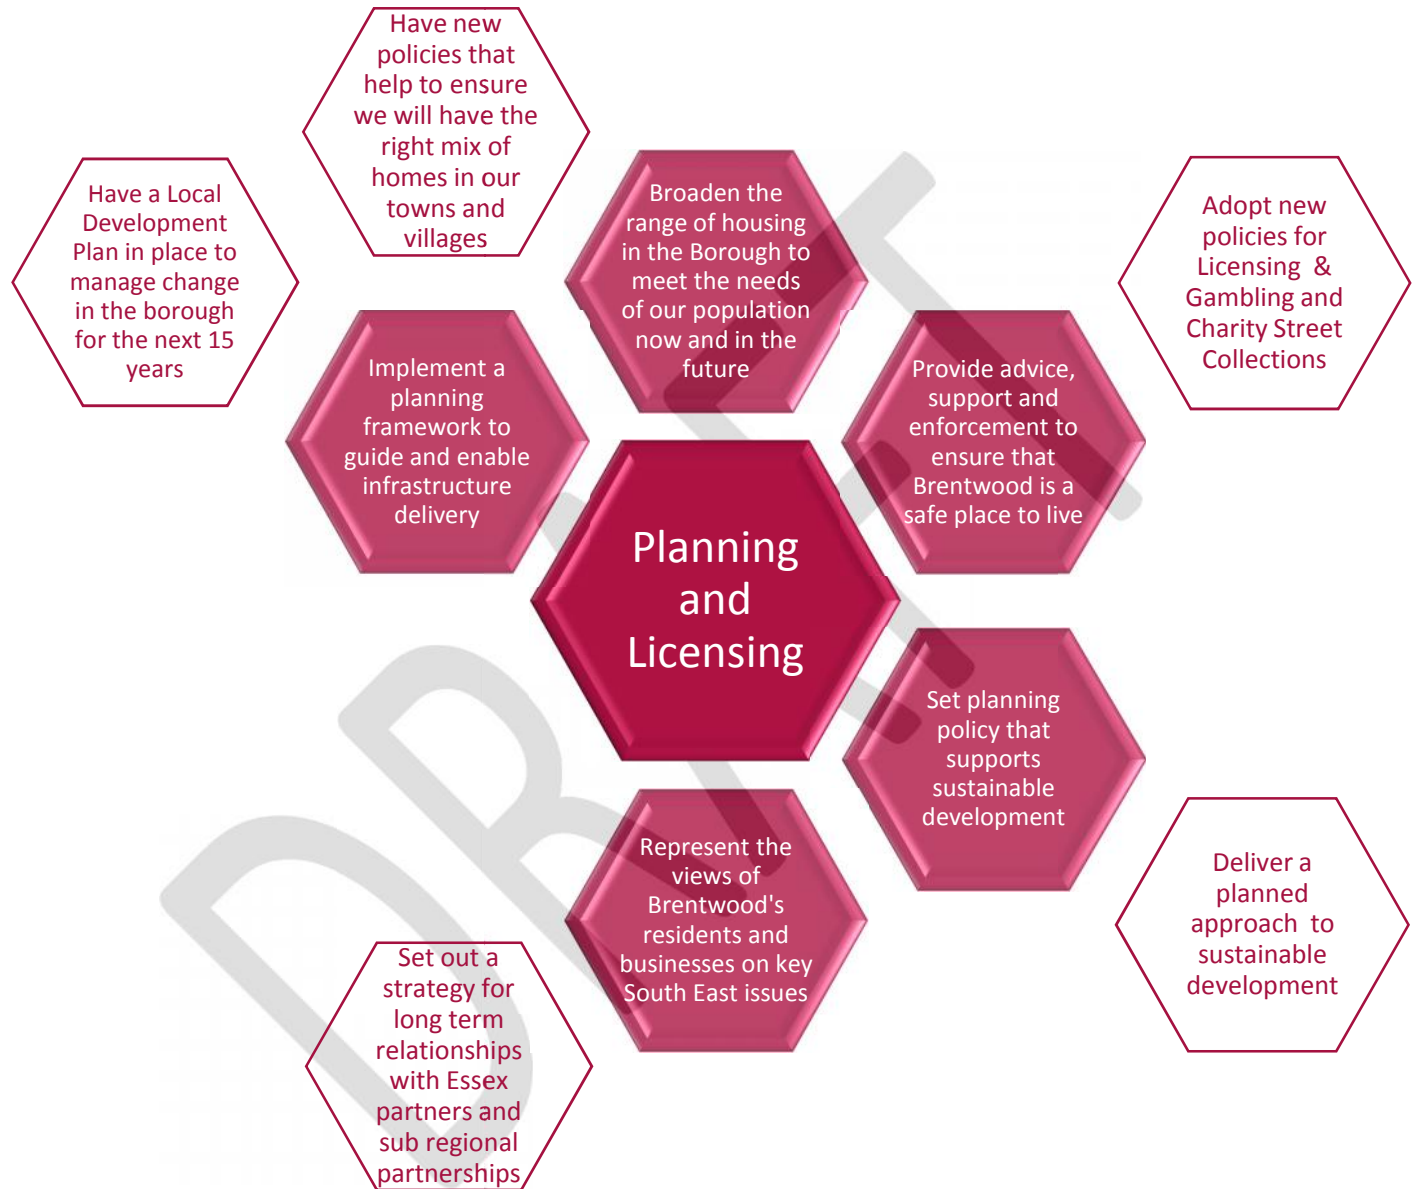 Have new
policies that
help to ensure
we will have the
right mix of
homes in our
towns and
villages
Have a Local
Development
Plan in place to
manage change
in the borough
for the next 15
years
Broaden the
range of housing
in the Borough to
meet the needs
of our population
now and in the
future
Adopt new
policies for
Licensing  &
Gambling and
Charity Street
Collections
Implement a
planning
framework to
guide and enable
infrastructure
delivery
Provide advice,
support and
enforcement to
ensure that
Brentwood is a
safe place to live
Planning
and
Licensing
Set planning
policy that
supports
sustainable
development
Represent the
views of
Brentwood's
residents and
businesses on key
South East issues
Deliver a
planned
approach  to
sustainable
development
Set out a
strategy for
long term
relationships
with Essex
partners and
sub regional
partnerships
DRAFT